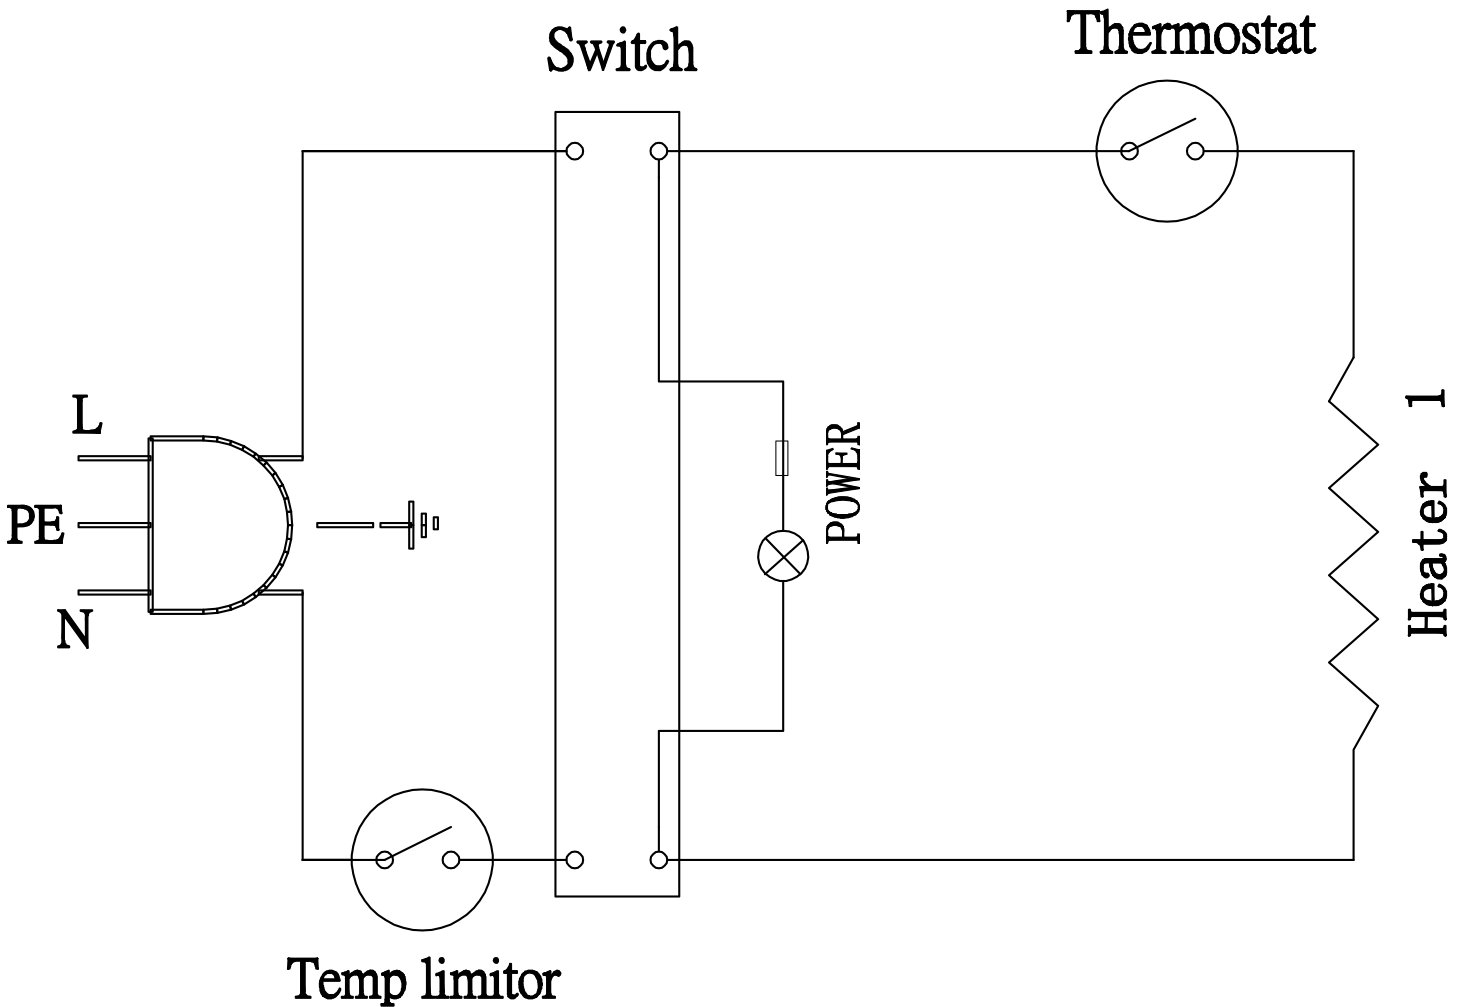 Thermostat
Switch
L
PE
N
POWER
Heater 1
Temp limitor